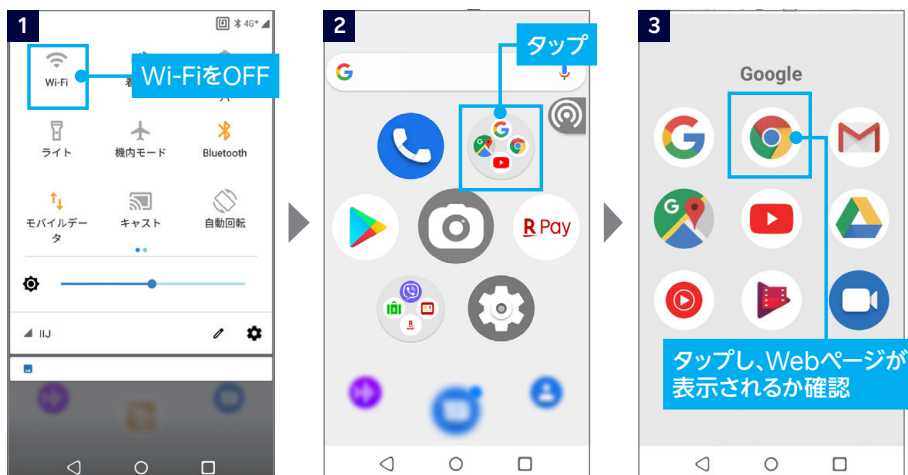 1
4G*
Wi-Fi
Wi-FiをOFF
ライト
機内モード
Bluetooth
モバイルデー
タ
キャスト
自動回転
IIJ
2
タップ
G
R Pay
3
Google
G
タップし、Webページが
表示されるか確認